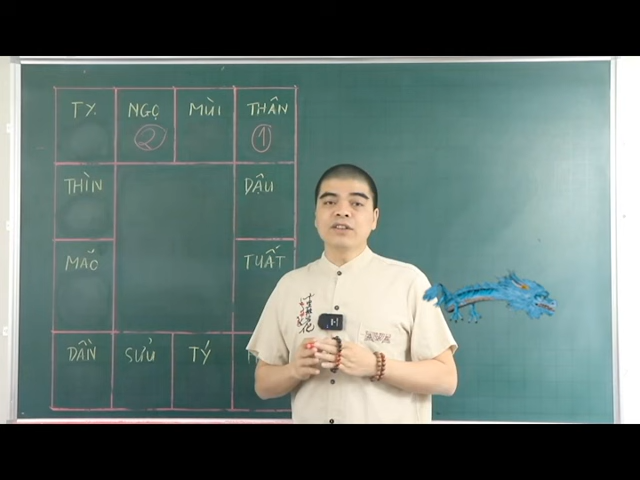 TỴ NGỌ MÙI THÂN
2 1
THÌN DẬU
MÃO TUẤT
DẦN SỬU TÝ